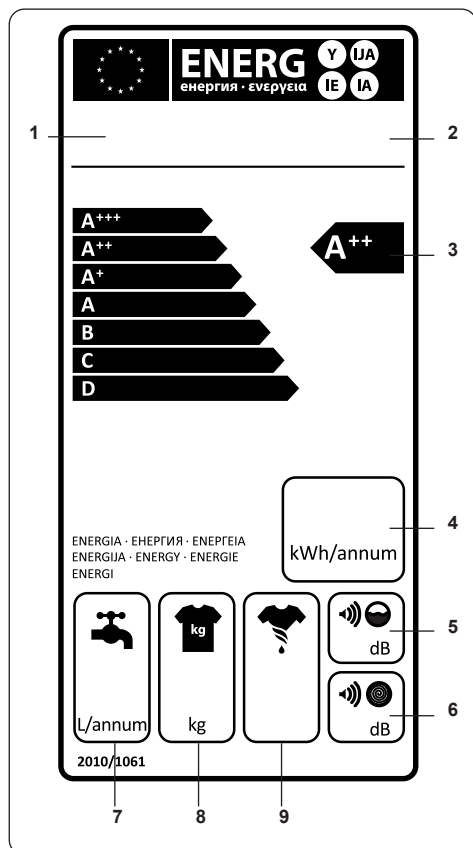 ENERG Y IJA
енергия · ενεργεια IE IA
1
2
A+++
A++
A++
3
A+
A
B
C
D
4
kWh/annum
ENERGIA · ЕНЕРГИЯ · ΕΝΕΡΓΕΙΑ
ENERGIJA · ENERGY · ENERGIE
ENERGI
kg
dB
5
L/annum
kg
dB
6
2010/1061
7
8
9